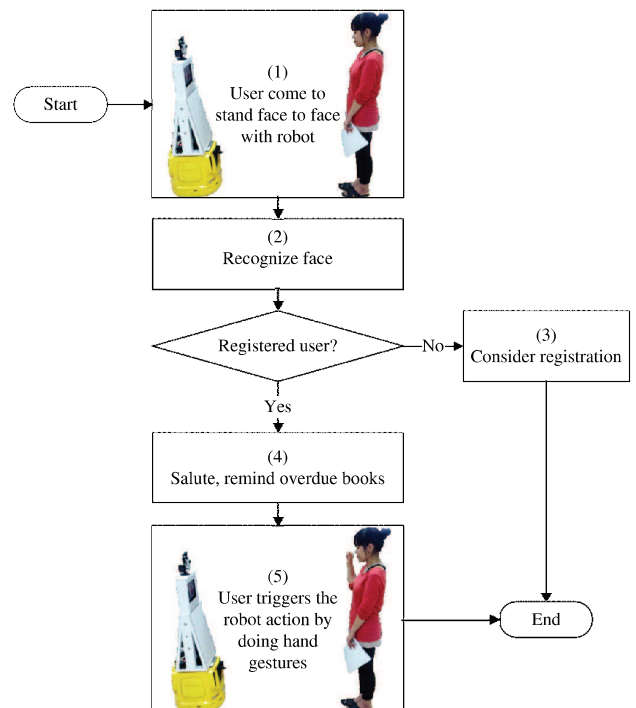 Start
(1)
User come to
stand face to face
with robot
(2)
Recognize face
Registered user?
No
(3)
Consider registration
Yes
(4)
Salute, remind overdue books
(5)
User triggers the
robot action by
doing hand
gestures
End